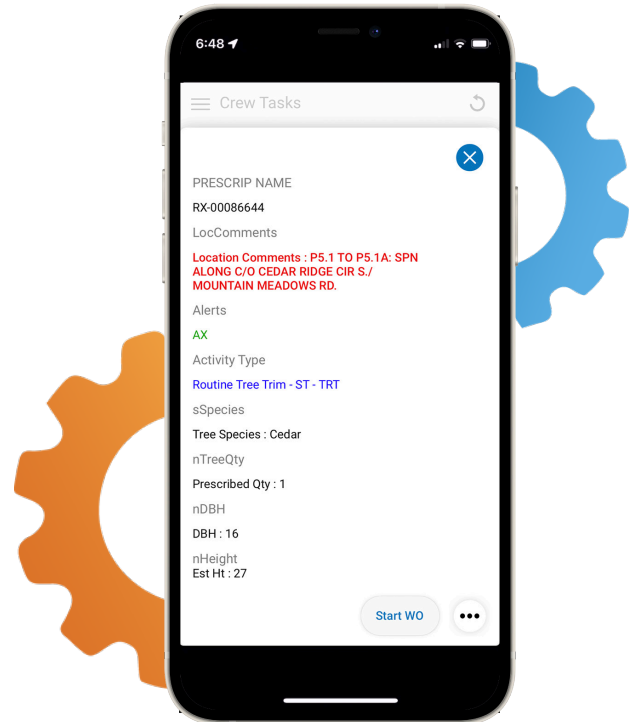 6:48
Crew Tasks
PRESCRIP NAME
RX-00086644
LocComments
Location Comments : P5.1 TO P5.1A: SPN
ALONG C/O CEDAR RIDGE CIR S./
MOUNTAIN MEADOWS RD.
Alerts
AX
Activity Type
Routine Tree Trim - ST - TRT
sSpecies
Tree Species : Cedar
nTreeQty
Prescribed Qty : 1
nDBH
DBH : 16
nHeight
Est Ht : 27
Start WO